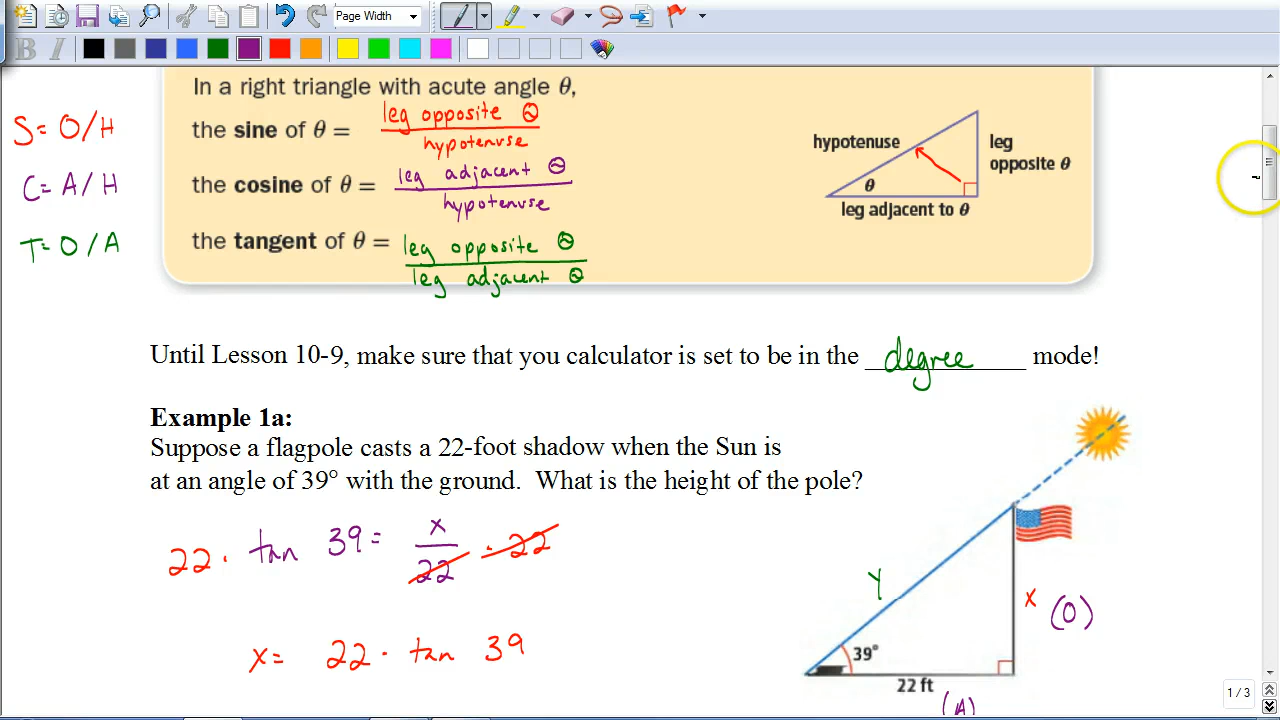 Page Width
B I
In a right triangle with acute angle θ,
the sine of θ = leg opposite θ / hypotenuse
the cosine of θ = leg adjacent θ / hypotenuse
the tangent of θ = leg opposite θ / leg adjacent θ
S= O/H
C= A/H
T= O/A
hypotenuse
leg
opposite θ
θ
leg adjacent to θ
Until Lesson 10-9, make sure that you calculator is set to be in the degree mode!
Example 1a:
Suppose a flagpole casts a 22-foot shadow when the Sun is
at an angle of 39° with the ground. What is the height of the pole?
22 · tan 39 = x/22 · 22
x = 22 · tan 39
y
x (O)
39°
22 ft
(A)
1 / 3